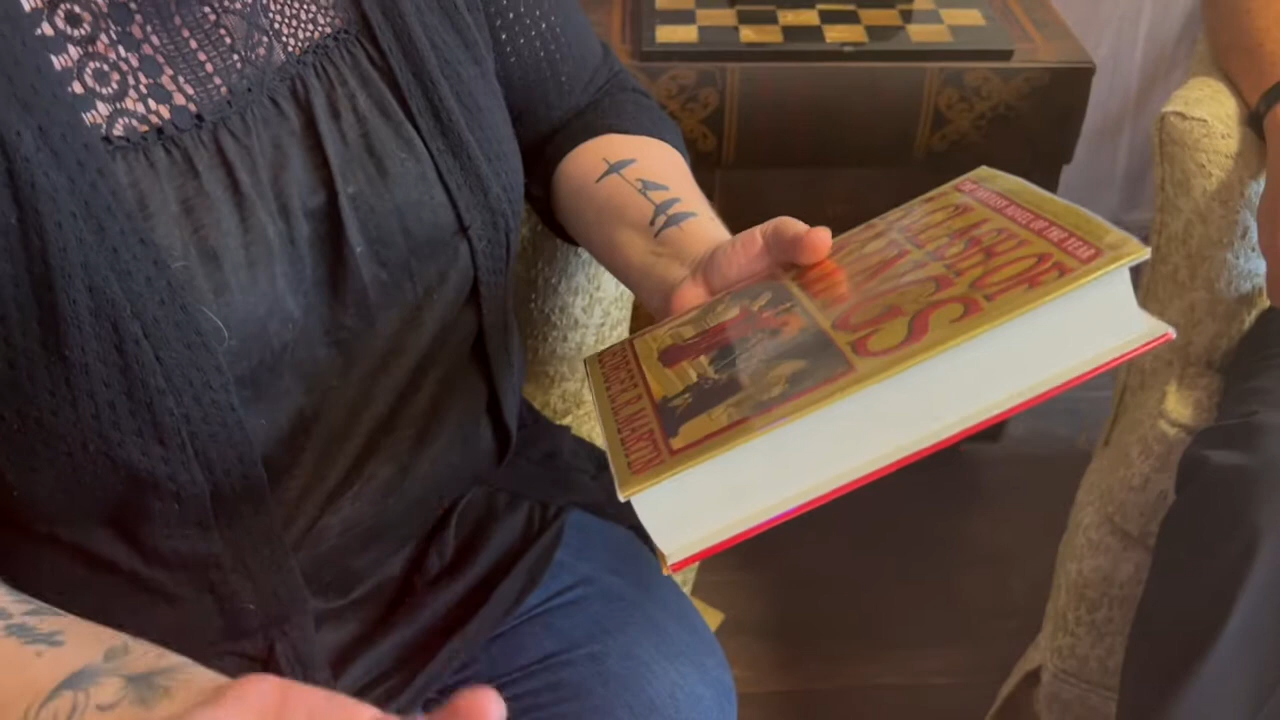 THE FANTASY NOVEL OF THE YEAR
A CLASH OF
KINGS
GEORGE R.R. MARTIN